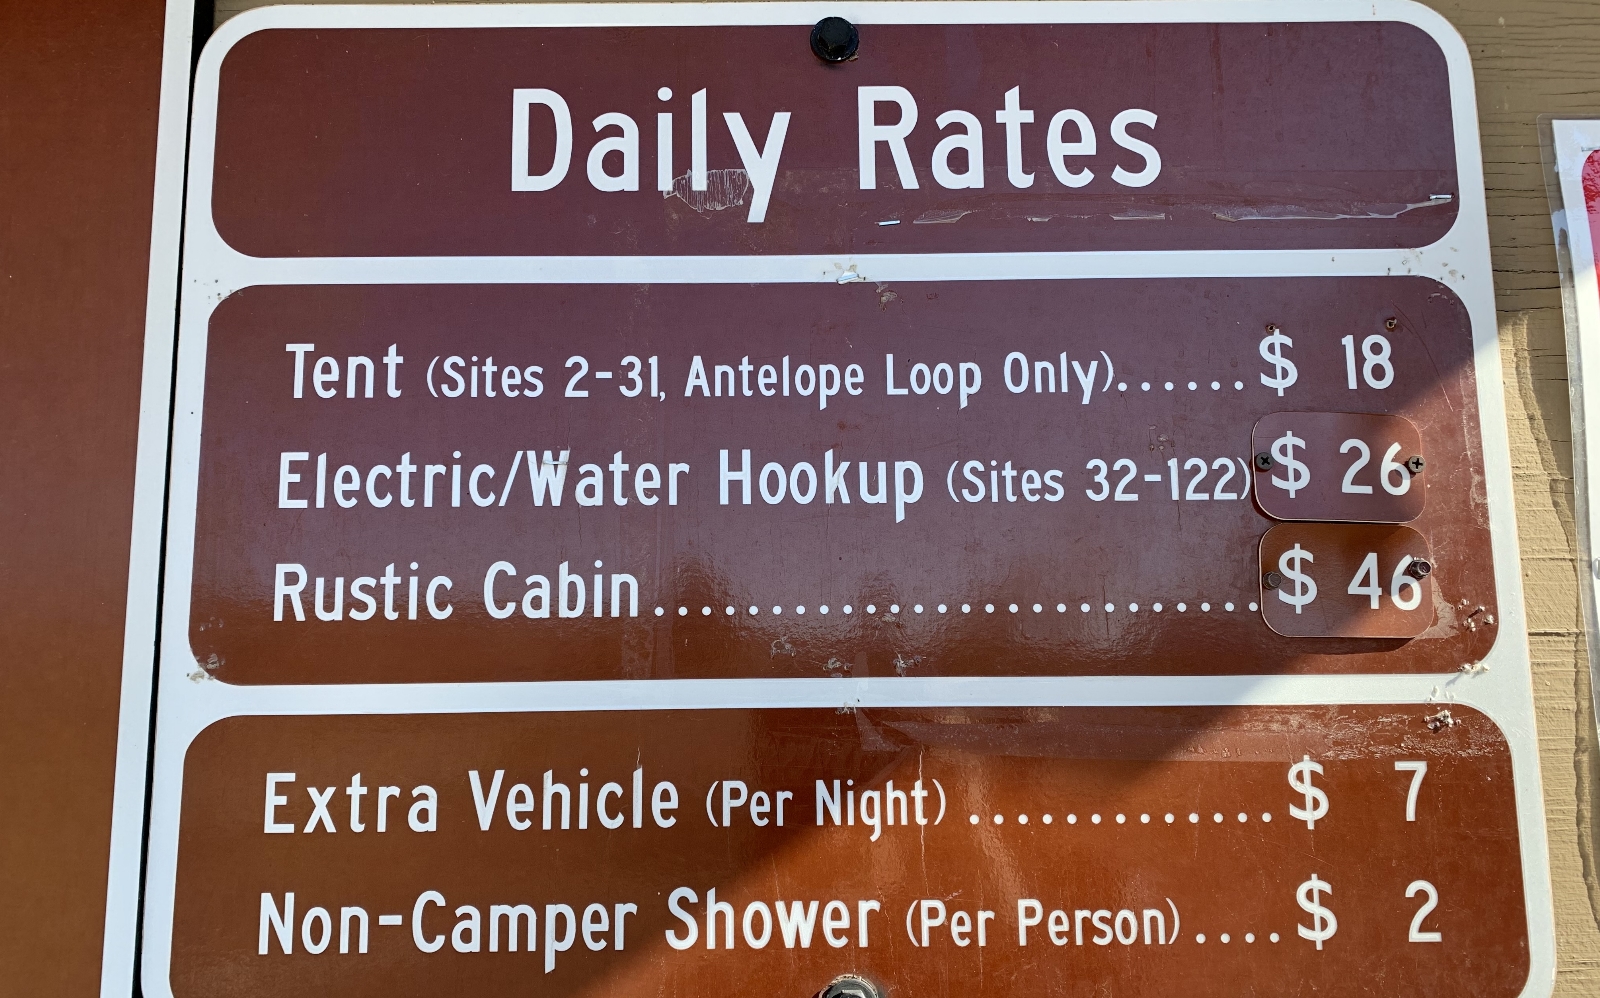 Daily Rates
Tent (Sites 2-31, Antelope Loop Only)......$ 18
Electric/Water Hookup (Sites 32-122) $ 26
Rustic Cabin..........................$ 46
Extra Vehicle (Per Night) .............$ 7
Non-Camper Shower (Per Person)....$ 2